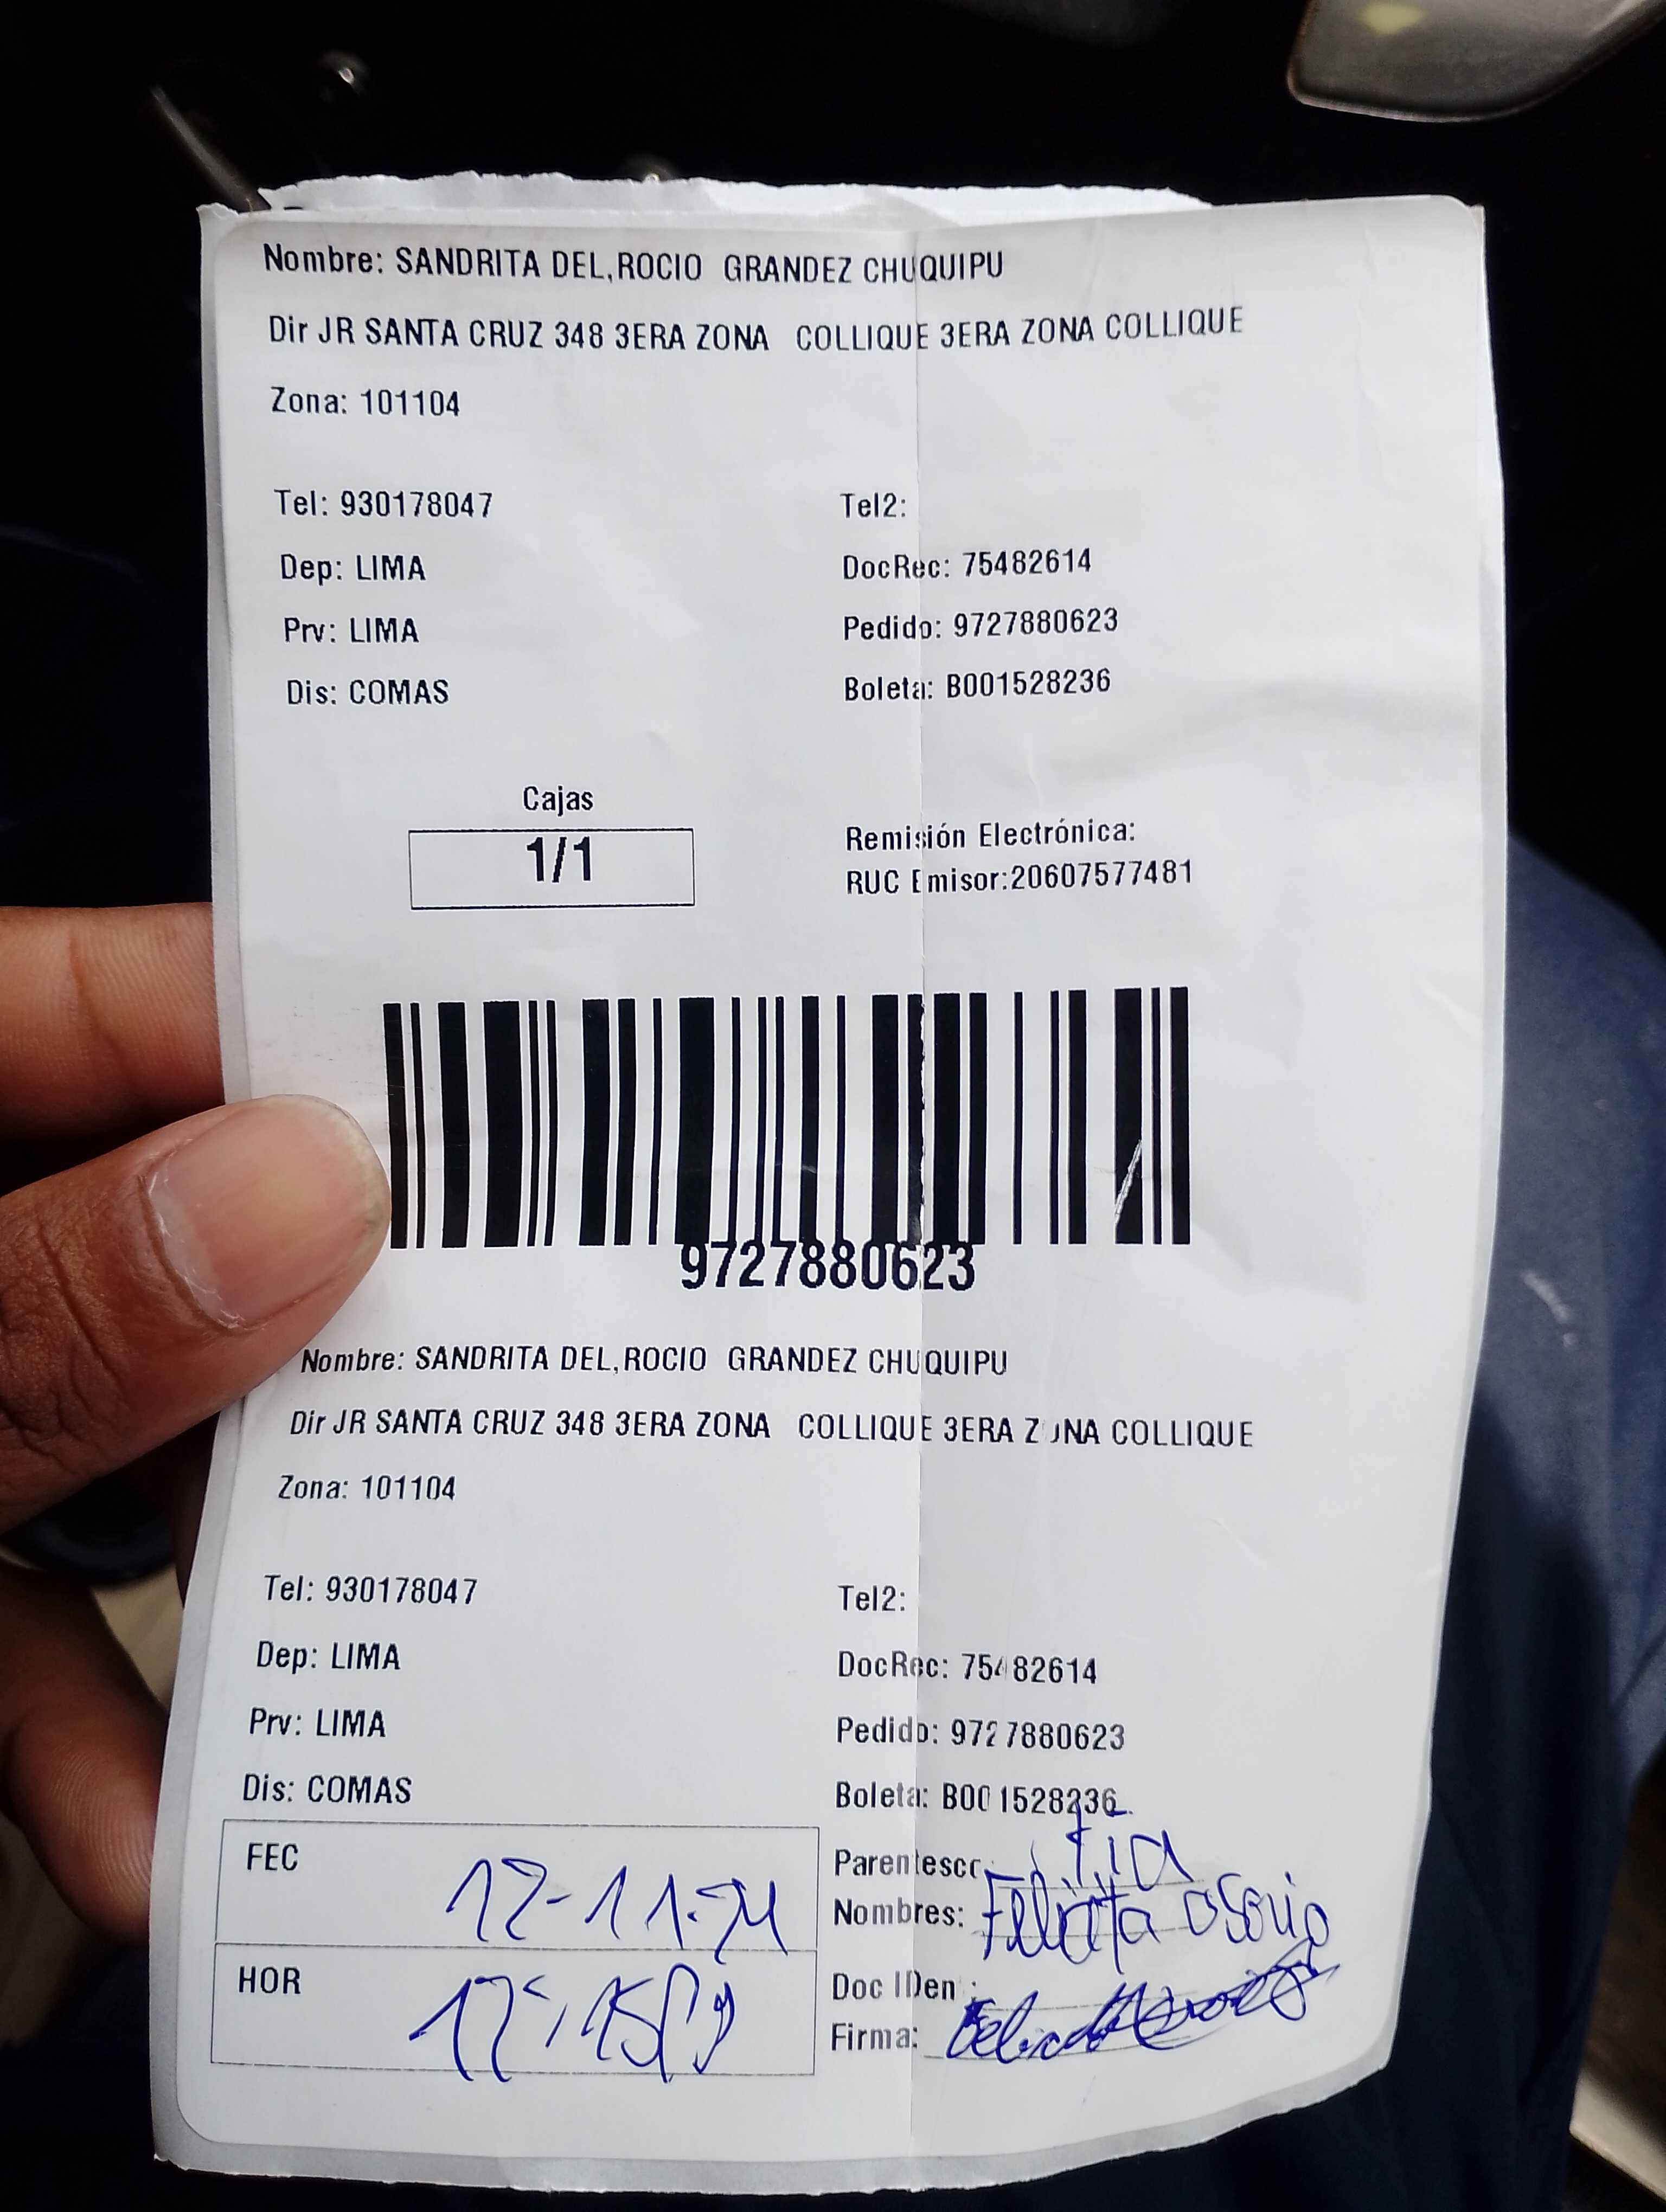 Nombre: SANDRITA DEL,ROCIO GRANDEZ CHUQUIPU
Dir JR SANTA CRUZ 348 3ERA ZONA COLLIQUE 3ERA ZONA COLLIQUE
Zona: 101104
Tel: 930178047 Tel2:
Dep: LIMA DocRec: 75482614
Prv: LIMA Pedido: 9727880623
Dis: COMAS Boleta: B001528236
Cajas
1/1
Remisión Electrónica:
RUC Emisor:20607577481
9727880623
Nombre: SANDRITA DEL,ROCIO GRANDEZ CHUQUIPU
Dir JR SANTA CRUZ 348 3ERA ZONA COLLIQUE 3ERA ZONA COLLIQUE
Zona: 101104
Tel: 930178047 Tel2:
Dep: LIMA DocRec: 75482614
Prv: LIMA Pedido: 9727880623
Dis: COMAS Boleta: B001528236
FEC
Parentesco: tia
Nombres: Felicita osorio
HOR
Doc IDen :
Firma: